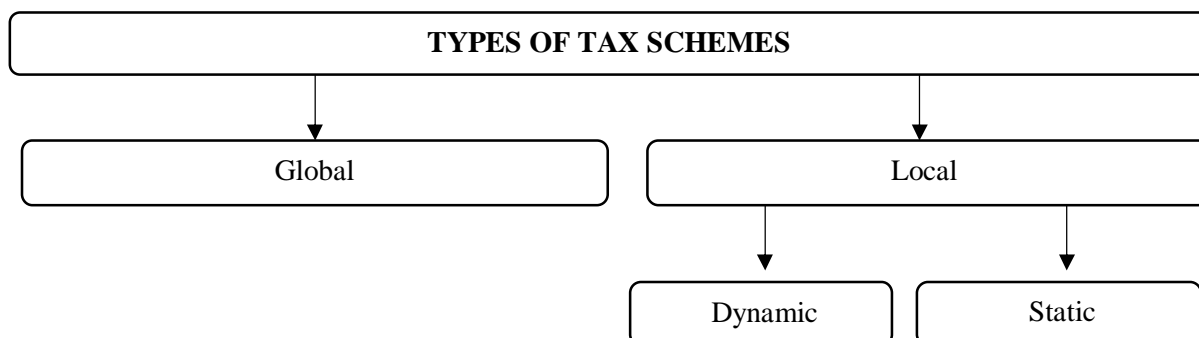 TYPES OF TAX SCHEMES
Global
Local
Dynamic
Static